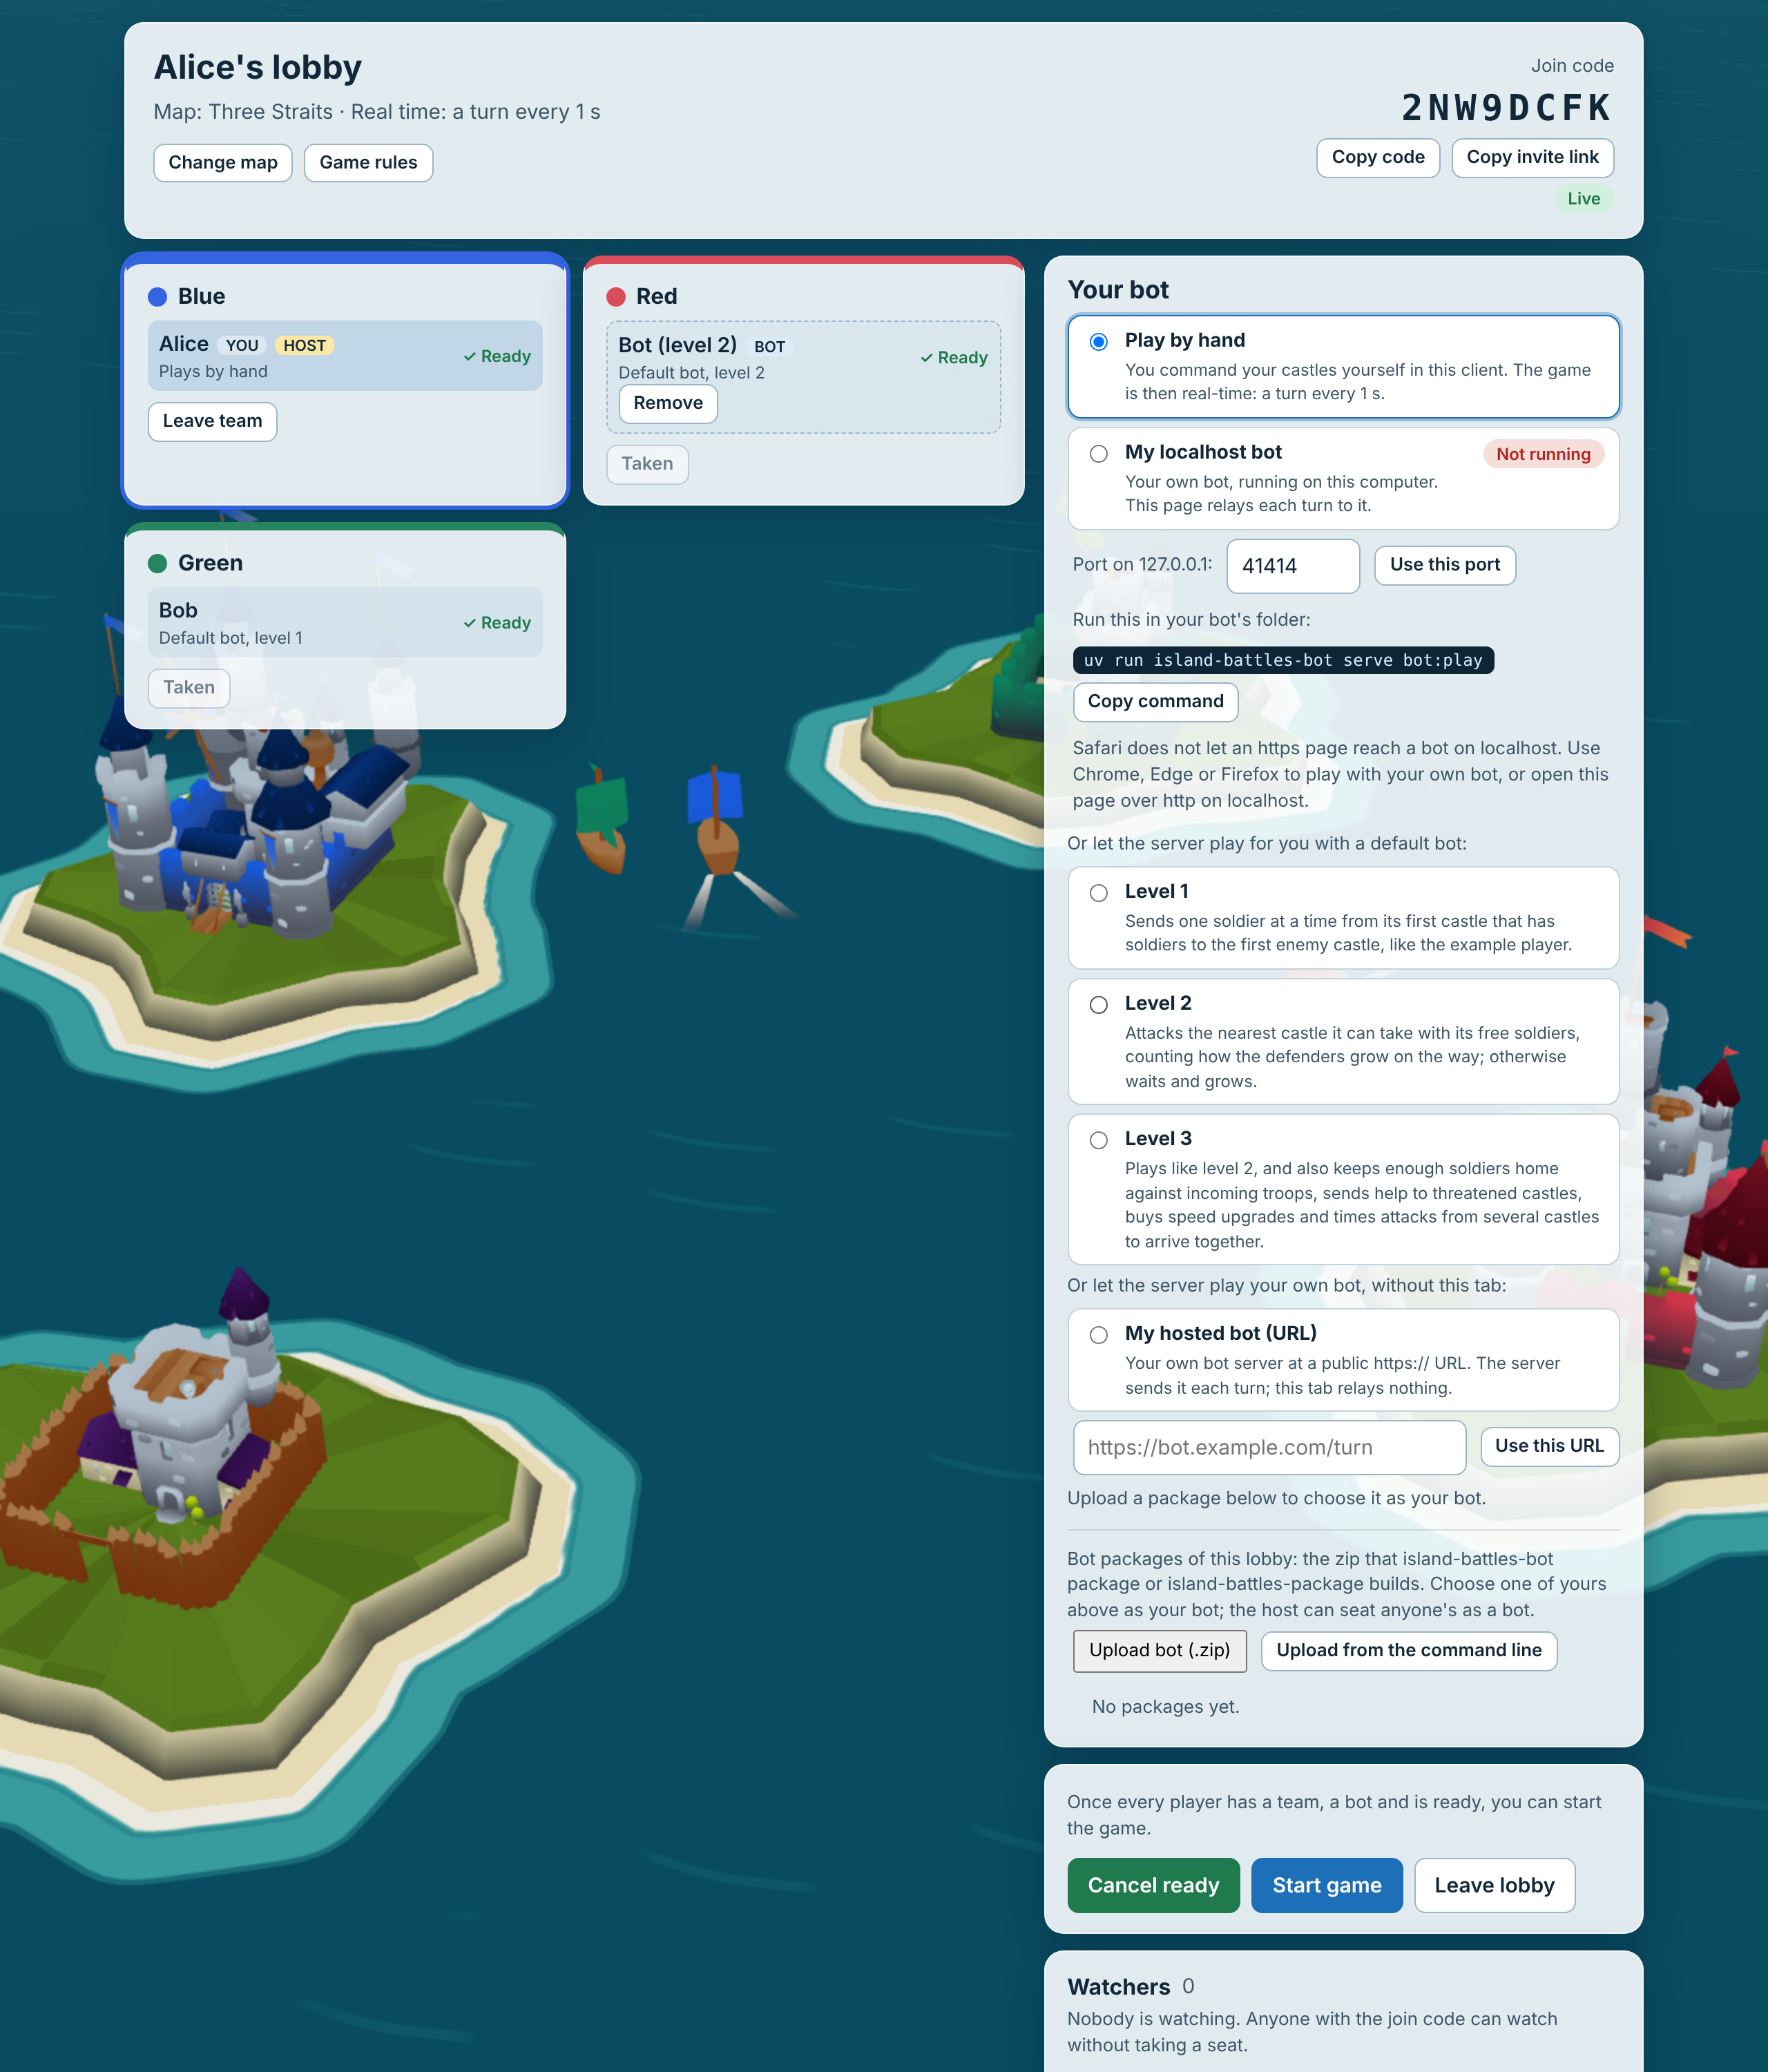 Alice's lobby
Map: Three Straits · Real time: a turn every 1 s
Change map
Game rules
Join code
2NW9DCFK
Copy code
Copy invite link
Live
Blue
Alice YOU HOST
Plays by hand
✓ Ready
Leave team
Red
Bot (level 2) BOT
Default bot, level 2
✓ Ready
Remove
Taken
Green
Bob
Default bot, level 1
✓ Ready
Taken
Your bot
Play by hand
You command your castles yourself in this client. The game
is then real-time: a turn every 1 s.
My localhost bot
Not running
Your own bot, running on this computer.
This page relays each turn to it.
Port on 127.0.0.1:
41414
Use this port
Run this in your bot's folder:
uv run island-battles-bot serve bot:play
Copy command
Safari does not let an https page reach a bot on localhost. Use
Chrome, Edge or Firefox to play with your own bot, or open this
page over http on localhost.
Or let the server play for you with a default bot:
Level 1
Sends one soldier at a time from its first castle that has
soldiers to the first enemy castle, like the example player.
Level 2
Attacks the nearest castle it can take with its free soldiers,
counting how the defenders grow on the way; otherwise
waits and grows.
Level 3
Plays like level 2, and also keeps enough soldiers home
against incoming troops, sends help to threatened castles,
buys speed upgrades and times attacks from several castles
to arrive together.
Or let the server play your own bot, without this tab:
My hosted bot (URL)
Your own bot server at a public https:// URL. The server
sends it each turn; this tab relays nothing.
https://bot.example.com/turn
Use this URL
Upload a package below to choose it as your bot.
Bot packages of this lobby: the zip that island-battles-bot
package or island-battles-package builds. Choose one of yours
above as your bot; the host can seat anyone's as a bot.
Upload bot (.zip)
Upload from the command line
No packages yet.
Once every player has a team, a bot and is ready, you can start
the game.
Cancel ready
Start game
Leave lobby
Watchers 0
Nobody is watching. Anyone with the join code can watch
without taking a seat.